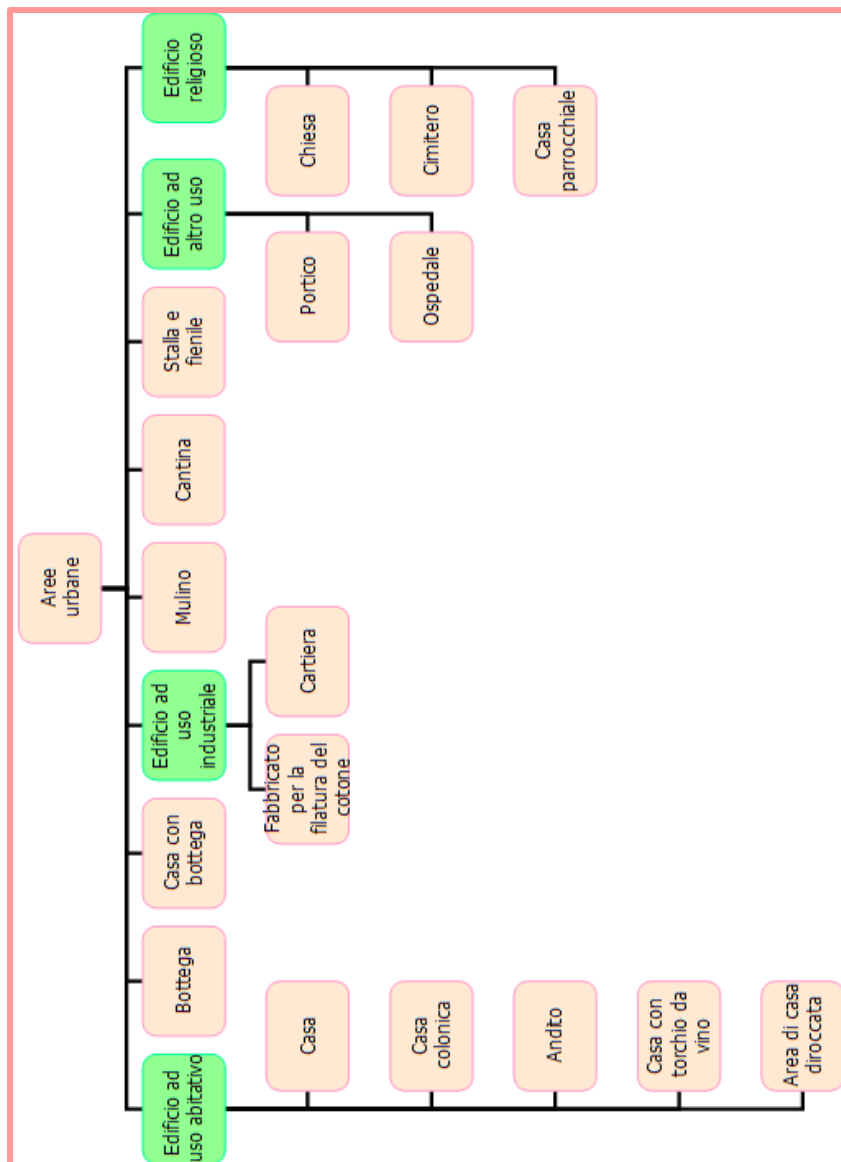 Aree
urbane
Edificio ad
uso abitativo
Bottega
Casa con
bottega
Edificio ad
uso
industriale
Mulino
Cantina
Stalla e
fienile
Edificio ad
altro uso
Edificio
religioso
Casa
Casa
colonica
Andito
Casa con
torchio da
vino
Area di casa
diroccata
Fabbricato
per la
filatura del
cotone
Cartiera
Portico
Ospedale
Chiesa
Cimitero
Casa
parrocchiale